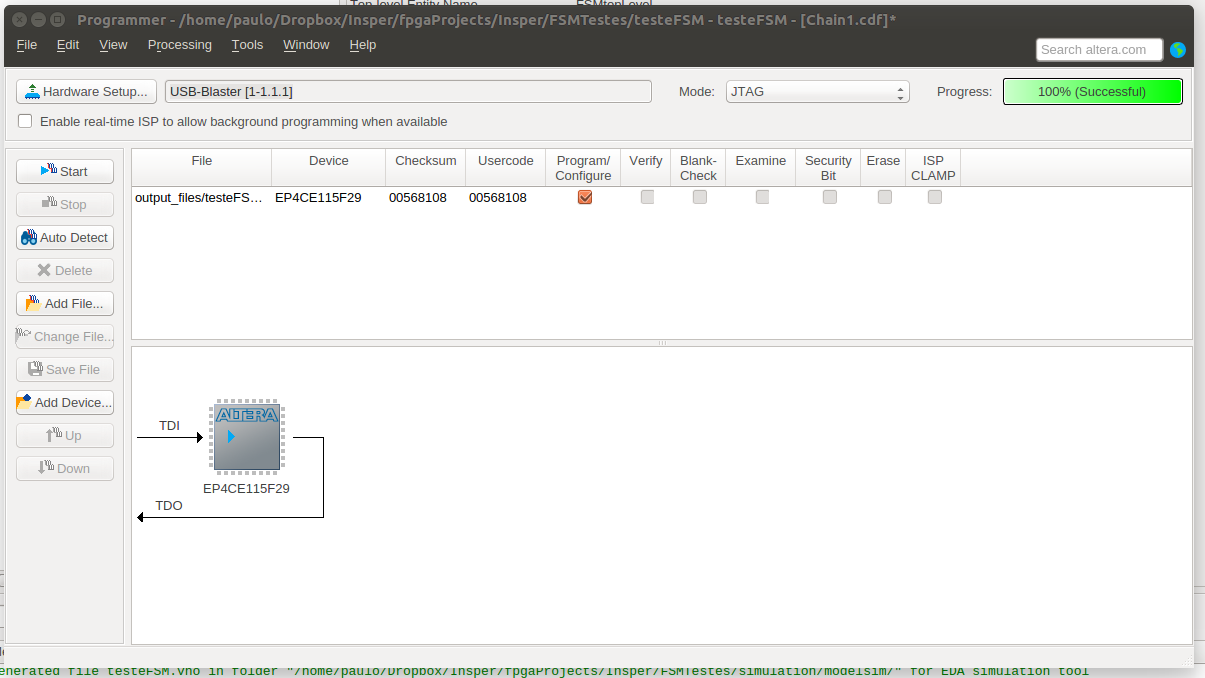 Top-level Entity Name FSMtopLevel
Programmer - /home/paulo/Dropbox/Insper/fpgaProjects/Insper/FSMTestes/testeFSM - testeFSM - [Chain1.cdf]*
File Edit View Processing Tools Window Help
Search altera.com
Hardware Setup... USB-Blaster [1-1.1.1] Mode: JTAG Progress: 100% (Successful)
Enable real-time ISP to allow background programming when available
Start
Stop
Auto Detect
Delete
Add File...
Change File..
Save File
Add Device...
Up
Down
File Device Checksum Usercode Program/ Verify Blank- Examine Security Erase ISP
Configure Check Bit CLAMP
output_files/testeFS... EP4CE115F29 00568108 00568108
TDI
ALTERA
EP4CE115F29
TDO
enerated file testeFSM.vho in folder "/home/paulo/Dropbox/Insper/fpgaProjects/Insper/FSMTestes/simulation/modelsim/" for EDA simulation tool